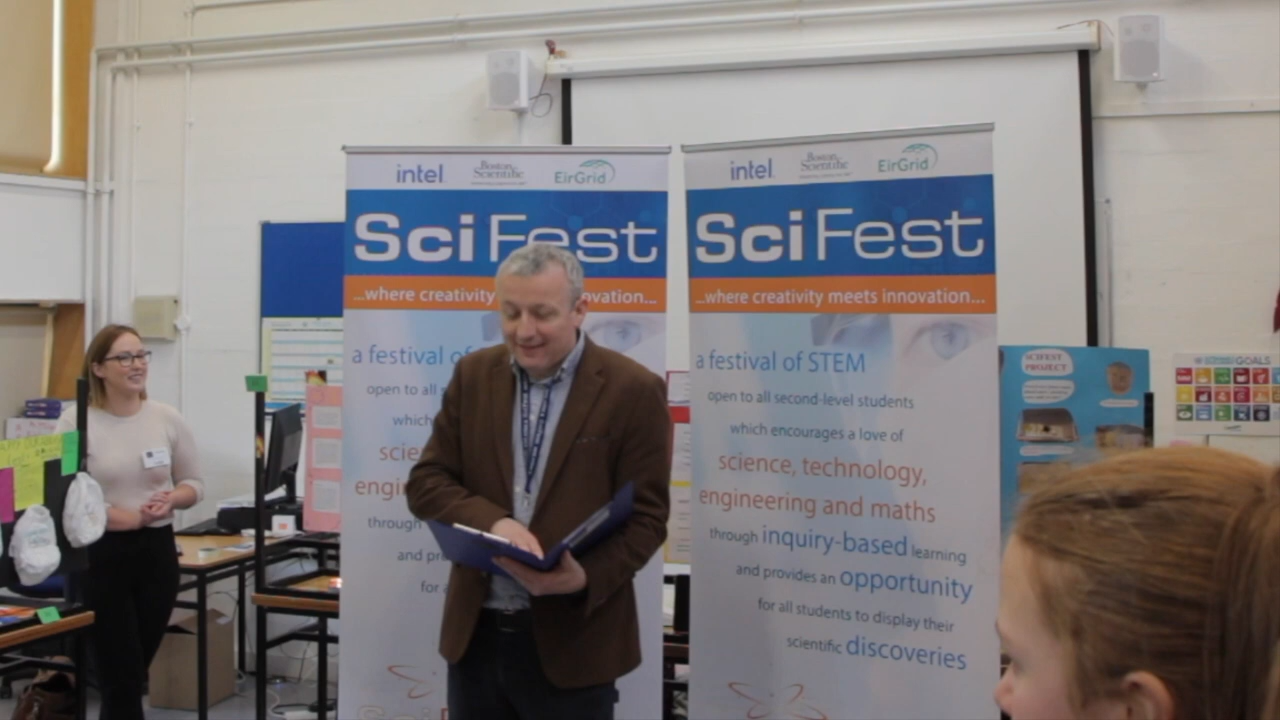 intel.
Boston
Scientific
EirGrid
SciFest
...where creativity
ovation...
a festival of
open to all
which
engin
through
and
for
intel.
Boston
Scientific
EirGrid
SciFest
...where creativity meets innovation...
a festival of STEM
open to all second-level students
which encourages a love of
science, technology,
engineering and maths
through inquiry-based learning
and provides an opportunity
for all students to display their
scientific discoveries
SCIFEST
PROJECT
GOALS